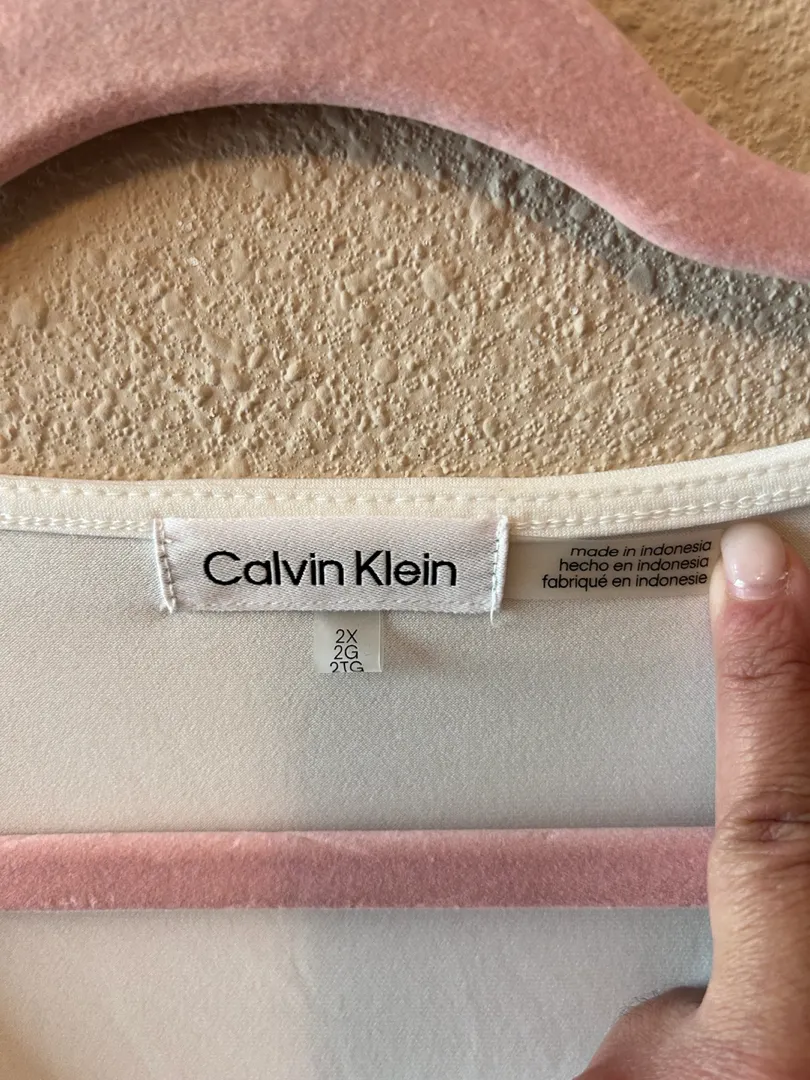 Calvin Klein
2X
2G
2TG
made in indonesia
hecho en indonesia
fabriqué en indonesie